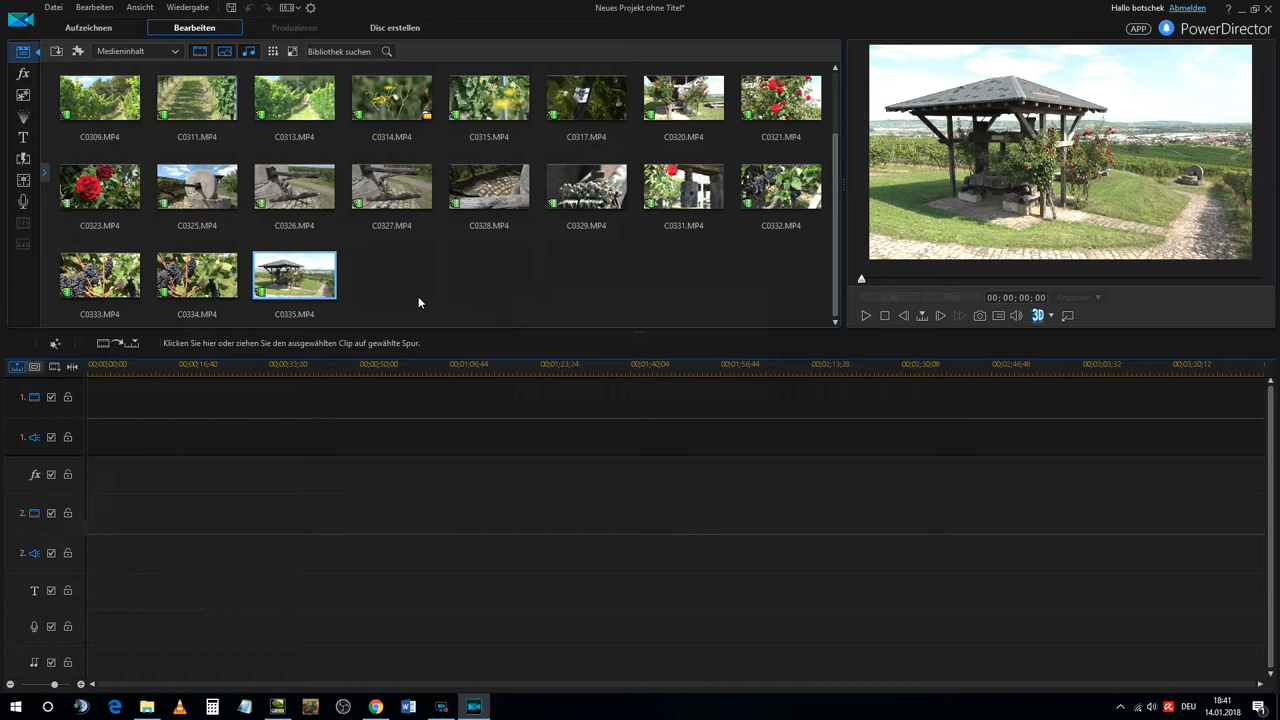 Datei Bearbeiten Ansicht Wiedergabe Neues Projekt ohne Titel* Hallo botschek Abmelden ?
Aufzeichnen Bearbeiten Produzieren Disc erstellen APP PowerDirector
Medieninhalt Bibliothek suchen
fx
T
C0309.MP4 C0311.MP4 C0313.MP4 C0314.MP4 C0315.MP4 C0317.MP4 C0320.MP4 C0321.MP4
C0323.MP4 C0325.MP4 C0326.MP4 C0327.MP4 C0328.MP4 C0329.MP4 C0331.MP4 C0332.MP4
C0333.MP4 C0334.MP4 C0335.MP4
Clip Film 00; 00; 00; 00 Anpassen
3D
Klicken Sie hier oder ziehen Sie den ausgewählten Clip auf gewählte Spur.
00;00;00;00 00;00;16;40 00;00;33;20 00;00;50;00 00;01;06;44 00;01;23;24 00;01;40;04 00;01;56;44 00;02;13;28 00;02;30;08 00;02;46;48 00;03;03;32 00;03;20;12
1.
1.
fx
2.
2.
T
DEU 18:41
14.01.2018